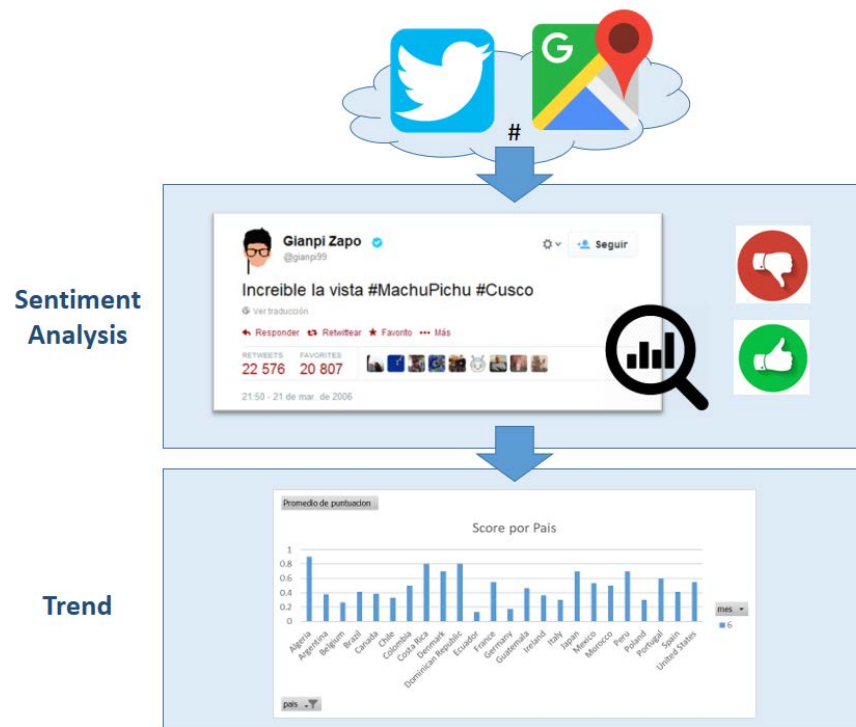 G
#
Sentiment
Analysis
Gianpi Zapo
@gianpi99
Seguir
Increible la vista #MachuPichu #Cusco
Ver traducción
Responder Retwittear Favorito Más
RETWEETS FAVORITES
22 576 20 807
21:50 - 21 de mar. de 2006
Trend
Promedio de puntuacion
Score por Pais
1
0.8
0.6
0.4
0.2
0
Algeria
Argentina
Belgium
Brazil
Canada
Chile
Colombia
Costa Rica
Denmark
Dominican Republic
Ecuador
France
Germany
Guatemala
Ireland
Italy
Japan
Mexico
Morocco
Peru
Poland
Portugal
Spain
United States
mes
6
pais